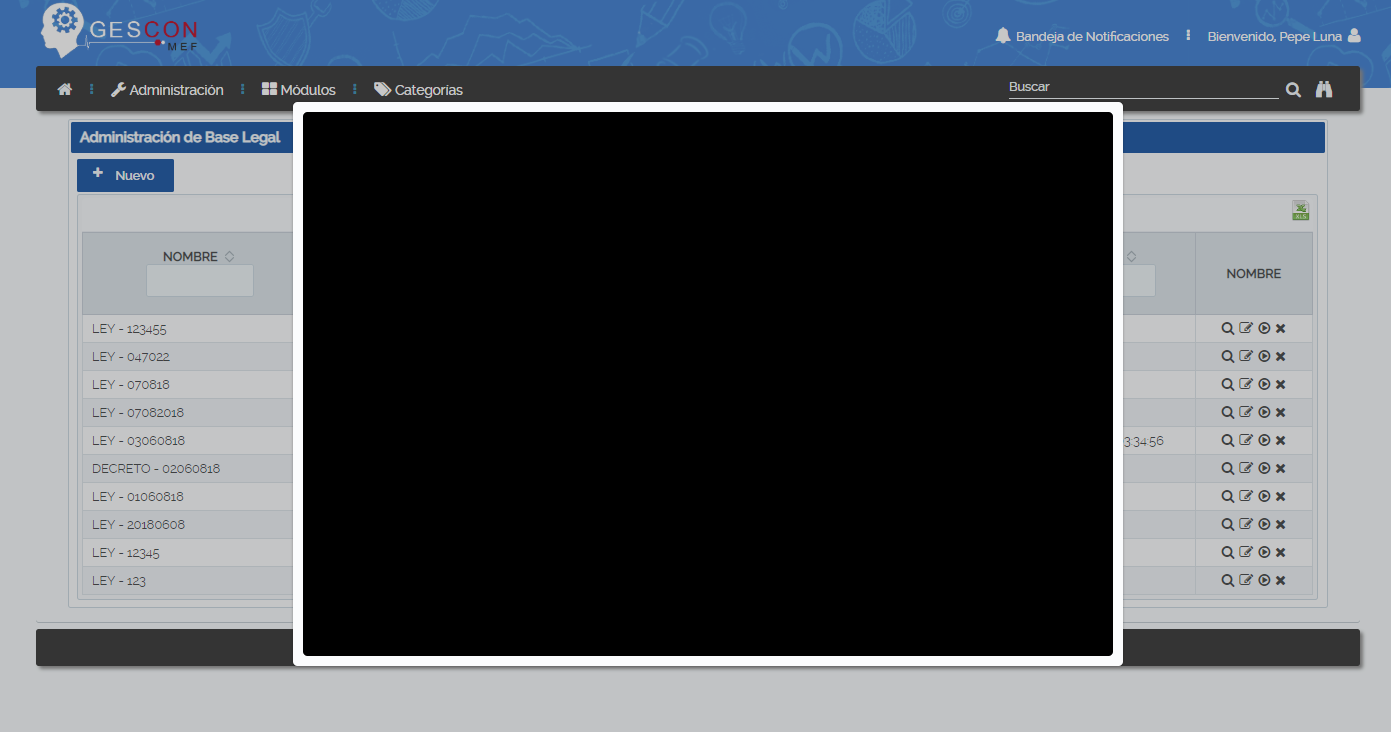 GESCON
MEF
Bandeja de Notificaciones
Bienvenido, Pepe Luna
Administración
Módulos
Categorías
Buscar
Administración de Base Legal
Nuevo
XLS
NOMBRE
NOMBRE
LEY - 123455
LEY - 047022
LEY - 070818
LEY - 07082018
LEY - 03060818
3:34:56
DECRETO - 02060818
LEY - 01060818
LEY - 20180608
LEY - 12345
LEY - 123